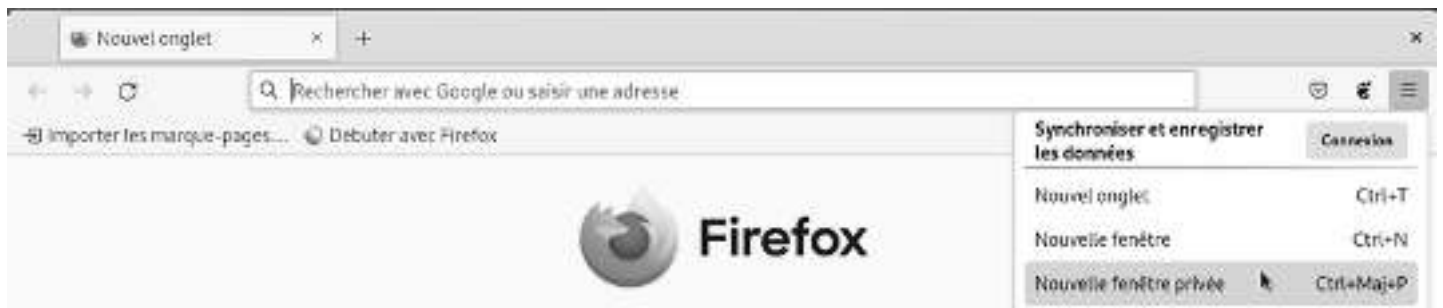 Nouvel onglet
Rechercher avec Google ou saisir une adresse
Importer les marque-pages... Débuter avec Firefox
Synchroniser et enregistrer
les données
Connexion
Nouvel onglet Ctrl+T
Firefox
Nouvelle fenêtre Ctrl+N
Nouvelle fenêtre privée Ctrl+Maj+P